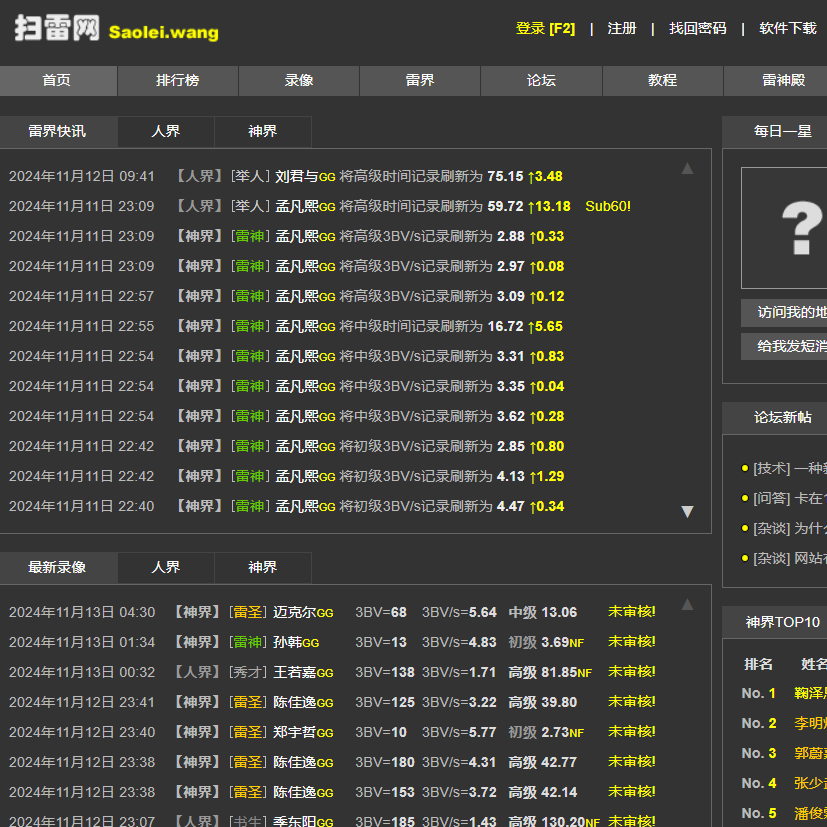 扫雷网 Saolei.wang
登录 [F2] | 注册 | 找回密码 | 软件下载
首页 排行榜 录像 雷界 论坛 教程 雷神殿
雷界快讯 人界 神界
2024年11月12日 09:41 【人界】 [举人] 刘君与GG 将高级时间记录刷新为 75.15 ↑3.48
2024年11月11日 23:09 【人界】 [举人] 孟凡熙GG 将高级时间记录刷新为 59.72 ↑13.18 Sub60!
2024年11月11日 23:09 【神界】 [雷神] 孟凡熙GG 将高级3BV/s记录刷新为 2.88 ↑0.33
2024年11月11日 23:09 【神界】 [雷神] 孟凡熙GG 将高级3BV/s记录刷新为 2.97 ↑0.08
2024年11月11日 22:57 【神界】 [雷神] 孟凡熙GG 将高级3BV/s记录刷新为 3.09 ↑0.12
2024年11月11日 22:55 【神界】 [雷神] 孟凡熙GG 将中级时间记录刷新为 16.72 ↑5.65
2024年11月11日 22:54 【神界】 [雷神] 孟凡熙GG 将中级3BV/s记录刷新为 3.31 ↑0.83
2024年11月11日 22:54 【神界】 [雷神] 孟凡熙GG 将中级3BV/s记录刷新为 3.35 ↑0.04
2024年11月11日 22:54 【神界】 [雷神] 孟凡熙GG 将中级3BV/s记录刷新为 3.62 ↑0.28
2024年11月11日 22:42 【神界】 [雷神] 孟凡熙GG 将初级3BV/s记录刷新为 2.85 ↑0.80
2024年11月11日 22:42 【神界】 [雷神] 孟凡熙GG 将初级3BV/s记录刷新为 4.13 ↑1.29
2024年11月11日 22:40 【神界】 [雷神] 孟凡熙GG 将初级3BV/s记录刷新为 4.47 ↑0.34
最新录像 人界 神界
2024年11月13日 04:30 【神界】 [雷圣] 迈克尔GG 3BV=68 3BV/s=5.64 中级 13.06 未审核!
2024年11月13日 01:34 【神界】 [雷神] 孙韩GG 3BV=13 3BV/s=4.83 初级 3.69NF 未审核!
2024年11月13日 00:32 【人界】 [秀才] 王若嘉GG 3BV=138 3BV/s=1.71 高级 81.85NF 未审核!
2024年11月12日 23:41 【神界】 [雷圣] 陈佳逸GG 3BV=125 3BV/s=3.22 高级 39.80 未审核!
2024年11月12日 23:40 【神界】 [雷圣] 郑宇哲GG 3BV=10 3BV/s=5.77 初级 2.73NF 未审核!
2024年11月12日 23:38 【神界】 [雷圣] 陈佳逸GG 3BV=180 3BV/s=4.31 高级 42.77 未审核!
2024年11月12日 23:38 【神界】 [雷圣] 陈佳逸GG 3BV=153 3BV/s=3.72 高级 42.14 未审核!
2024年11月12日 23:07 【人界】 [书生] 季东阳GG 3BV=185 3BV/s=1.43 高级 130.20NF 未审核!
每日一星
?
访问我的地
给我发短消
论坛新帖
[技术] 一种
[问答] 卡在
[杂谈] 为什
[杂谈] 网站
神界TOP10
排名 姓名
No. 1 鞠泽
No. 2 李明
No. 3 郭蔚
No. 4 张少
No. 5 潘俊